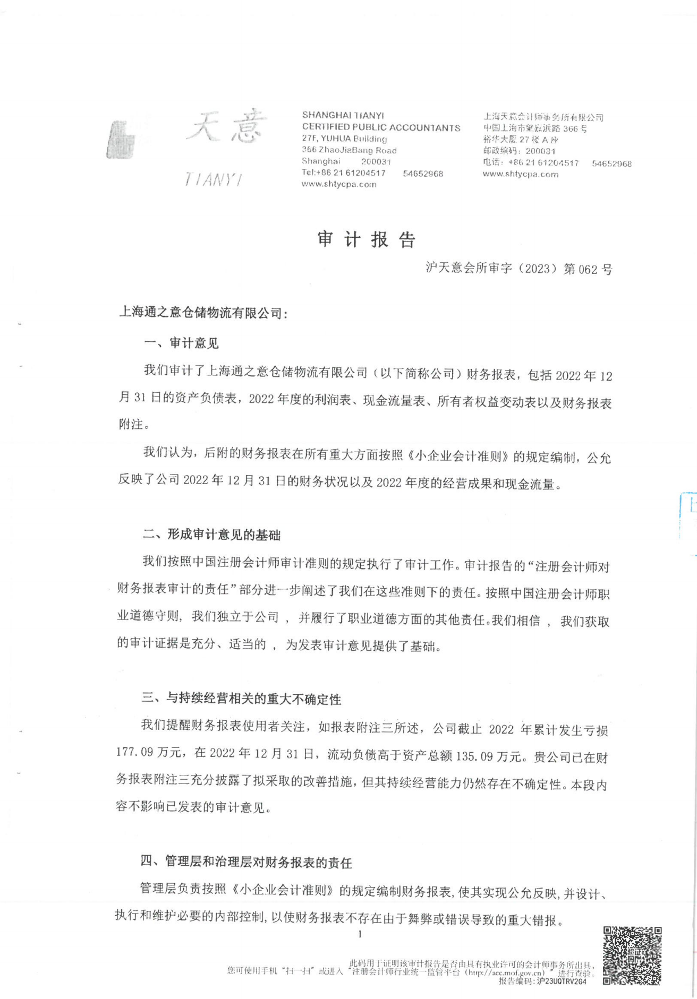 天意
TIANYI
SHANGHAI TIANYI
CERTIFIED PUBLIC ACCOUNTANTS
27F, YUHUA Building
366 ZhaoJiaBang Road
Shanghai 200031
Tel:+86 21 61204517 54652968
www.shtycpa.com
上海天意会计师事务所有限公司
中国上海市肇嘉浜路 366 号
裕华大厦 27 楼 A 座
邮政编码：200031
电话：+86 21 61204517 54652968
www.shtycpa.com
审计报告
沪天意会所审字（2023）第 062 号
上海通之意仓储物流有限公司：
一、审计意见
我们审计了上海通之意仓储物流有限公司（以下简称公司）财务报表，包括 2022 年 12
月 31 日的资产负债表，2022 年度的利润表、现金流量表、所有者权益变动表以及财务报表
附注。
我们认为，后附的财务报表在所有重大方面按照《小企业会计准则》的规定编制，公允
反映了公司 2022 年 12 月 31 日的财务状况以及 2022 年度的经营成果和现金流量。
二、形成审计意见的基础
我们按照中国注册会计师审计准则的规定执行了审计工作。审计报告的“注册会计师对
财务报表审计的责任”部分进一步阐述了我们在这些准则下的责任。按照中国注册会计师职
业道德守则，我们独立于公司 ，并履行了职业道德方面的其他责任。我们相信 ，我们获取
的审计证据是充分、适当的 ，为发表审计意见提供了基础。
三、与持续经营相关的重大不确定性
我们提醒财务报表使用者关注，如报表附注三所述，公司截止 2022 年累计发生亏损
177.09 万元，在 2022 年 12 月 31 日，流动负债高于资产总额 135.09 万元。贵公司已在财
务报表附注三充分披露了拟采取的改善措施，但其持续经营能力仍然存在不确定性。本段内
容不影响已发表的审计意见。
四、管理层和治理层对财务报表的责任
管理层负责按照《小企业会计准则》的规定编制财务报表,使其实现公允反映,并设计、
执行和维护必要的内部控制,以使财务报表不存在由于舞弊或错误导致的重大错报。
1
此码用于证明该审计报告是否由具有执业许可的会计师事务所出具，
您可使用手机“扫一扫”或进入“注册会计师行业统一监管平台（http://acc.mof.gov.cn）”进行查验。
报告编码：沪23UQTRV2G4
验证码